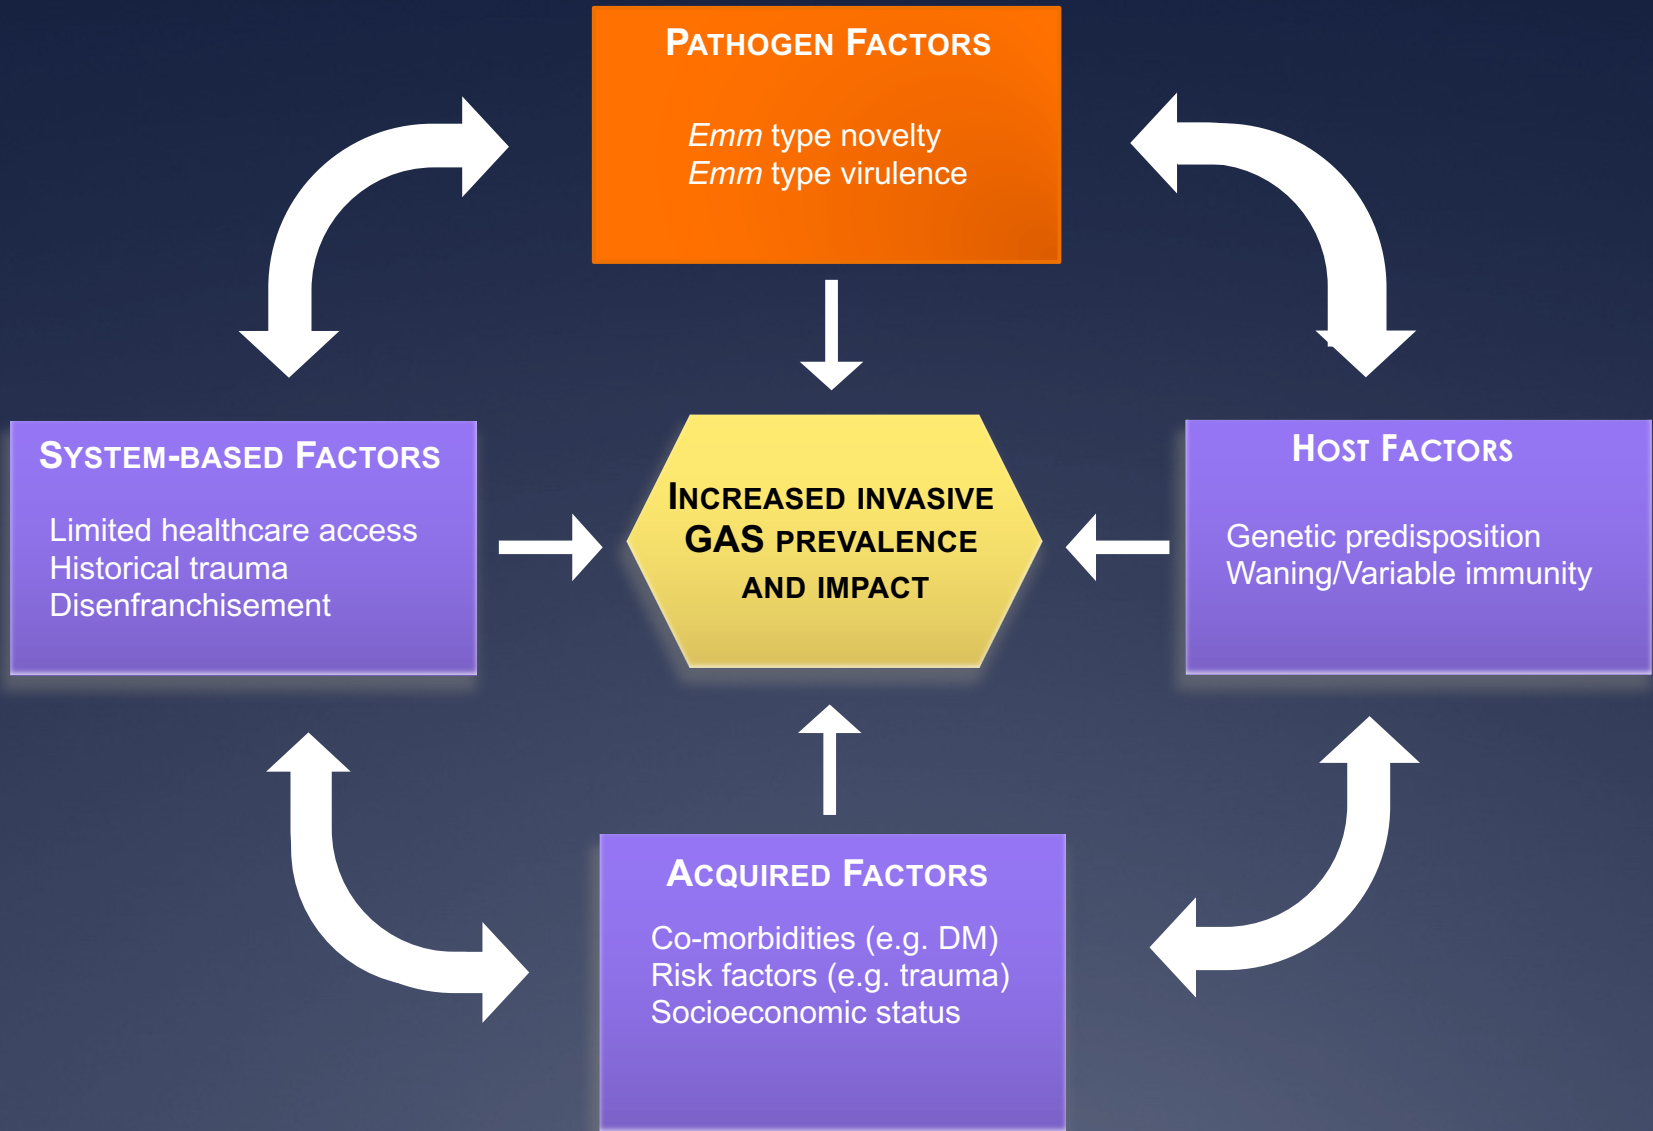 PATHOGEN FACTORS
Emm type novelty
Emm type virulence
SYSTEM-BASED FACTORS
Limited healthcare access
Historical trauma
Disenfranchisement
INCREASED INVASIVE
GAS PREVALENCE
AND IMPACT
HOST FACTORS
Genetic predisposition
Waning/Variable immunity
ACQUIRED FACTORS
Co-morbidities (e.g. DM)
Risk factors (e.g. trauma)
Socioeconomic status